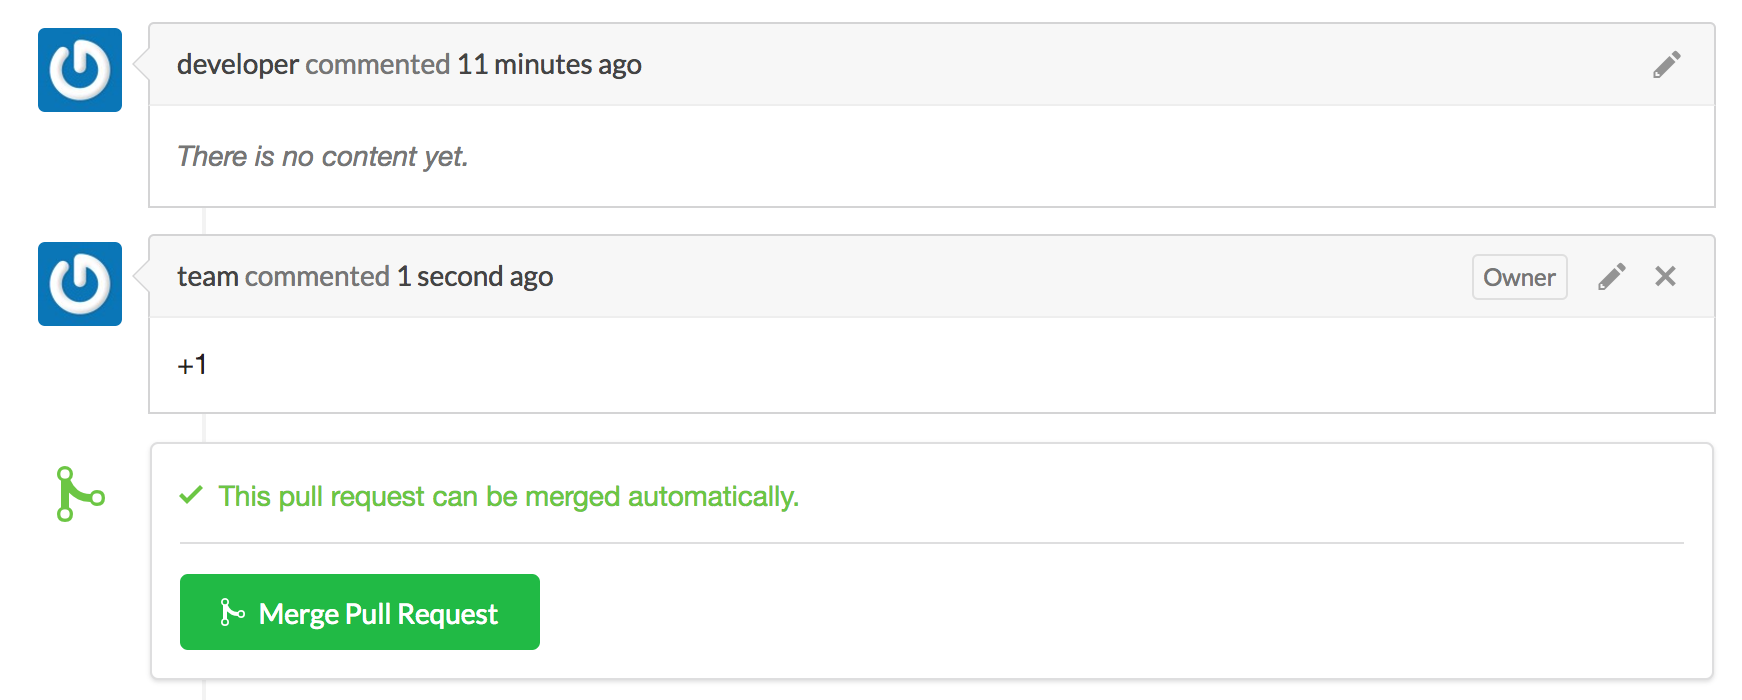 developer commented 11 minutes ago
There is no content yet.
team commented 1 second ago Owner
+1
This pull request can be merged automatically.
Merge Pull Request